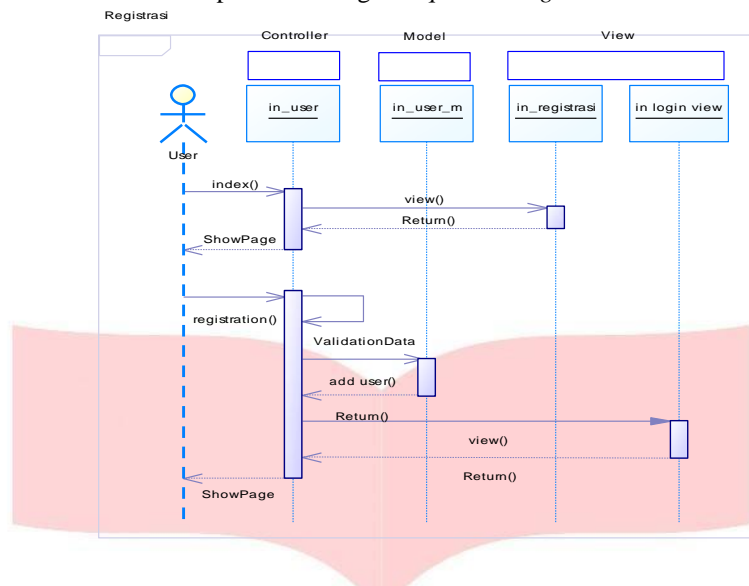 Registrasi
Controller
Model
View
in_user
in_user_m
in_registrasi
in login view
User
index()
view()
Return()
ShowPage
registration()
ValidationData
add user()
Return()
view()
Return()
ShowPage